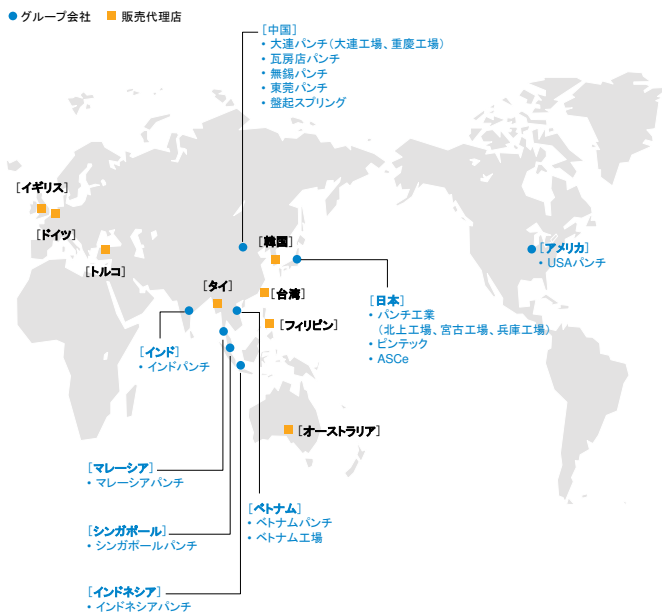 ● グループ会社 ■ 販売代理店
[中国]
・大連パンチ（大連工場、重慶工場）
・瓦房店パンチ
・無錫パンチ
・東莞パンチ
・盤起スプリング
[イギリス]
[ドイツ]
[トルコ]
[韓国]
[アメリカ]
・USAパンチ
[タイ]
[台湾]
[フィリピン]
[日本]
・パンチ工業
（北上工場、宮古工場、兵庫工場）
・ピンテック
・ASCe
[インド]
・インドパンチ
[オーストラリア]
[マレーシア]
・マレーシアパンチ
[シンガポール]
・シンガポールパンチ
[ベトナム]
・ベトナムパンチ
・ベトナム工場
[インドネシア]
・インドネシアパンチ